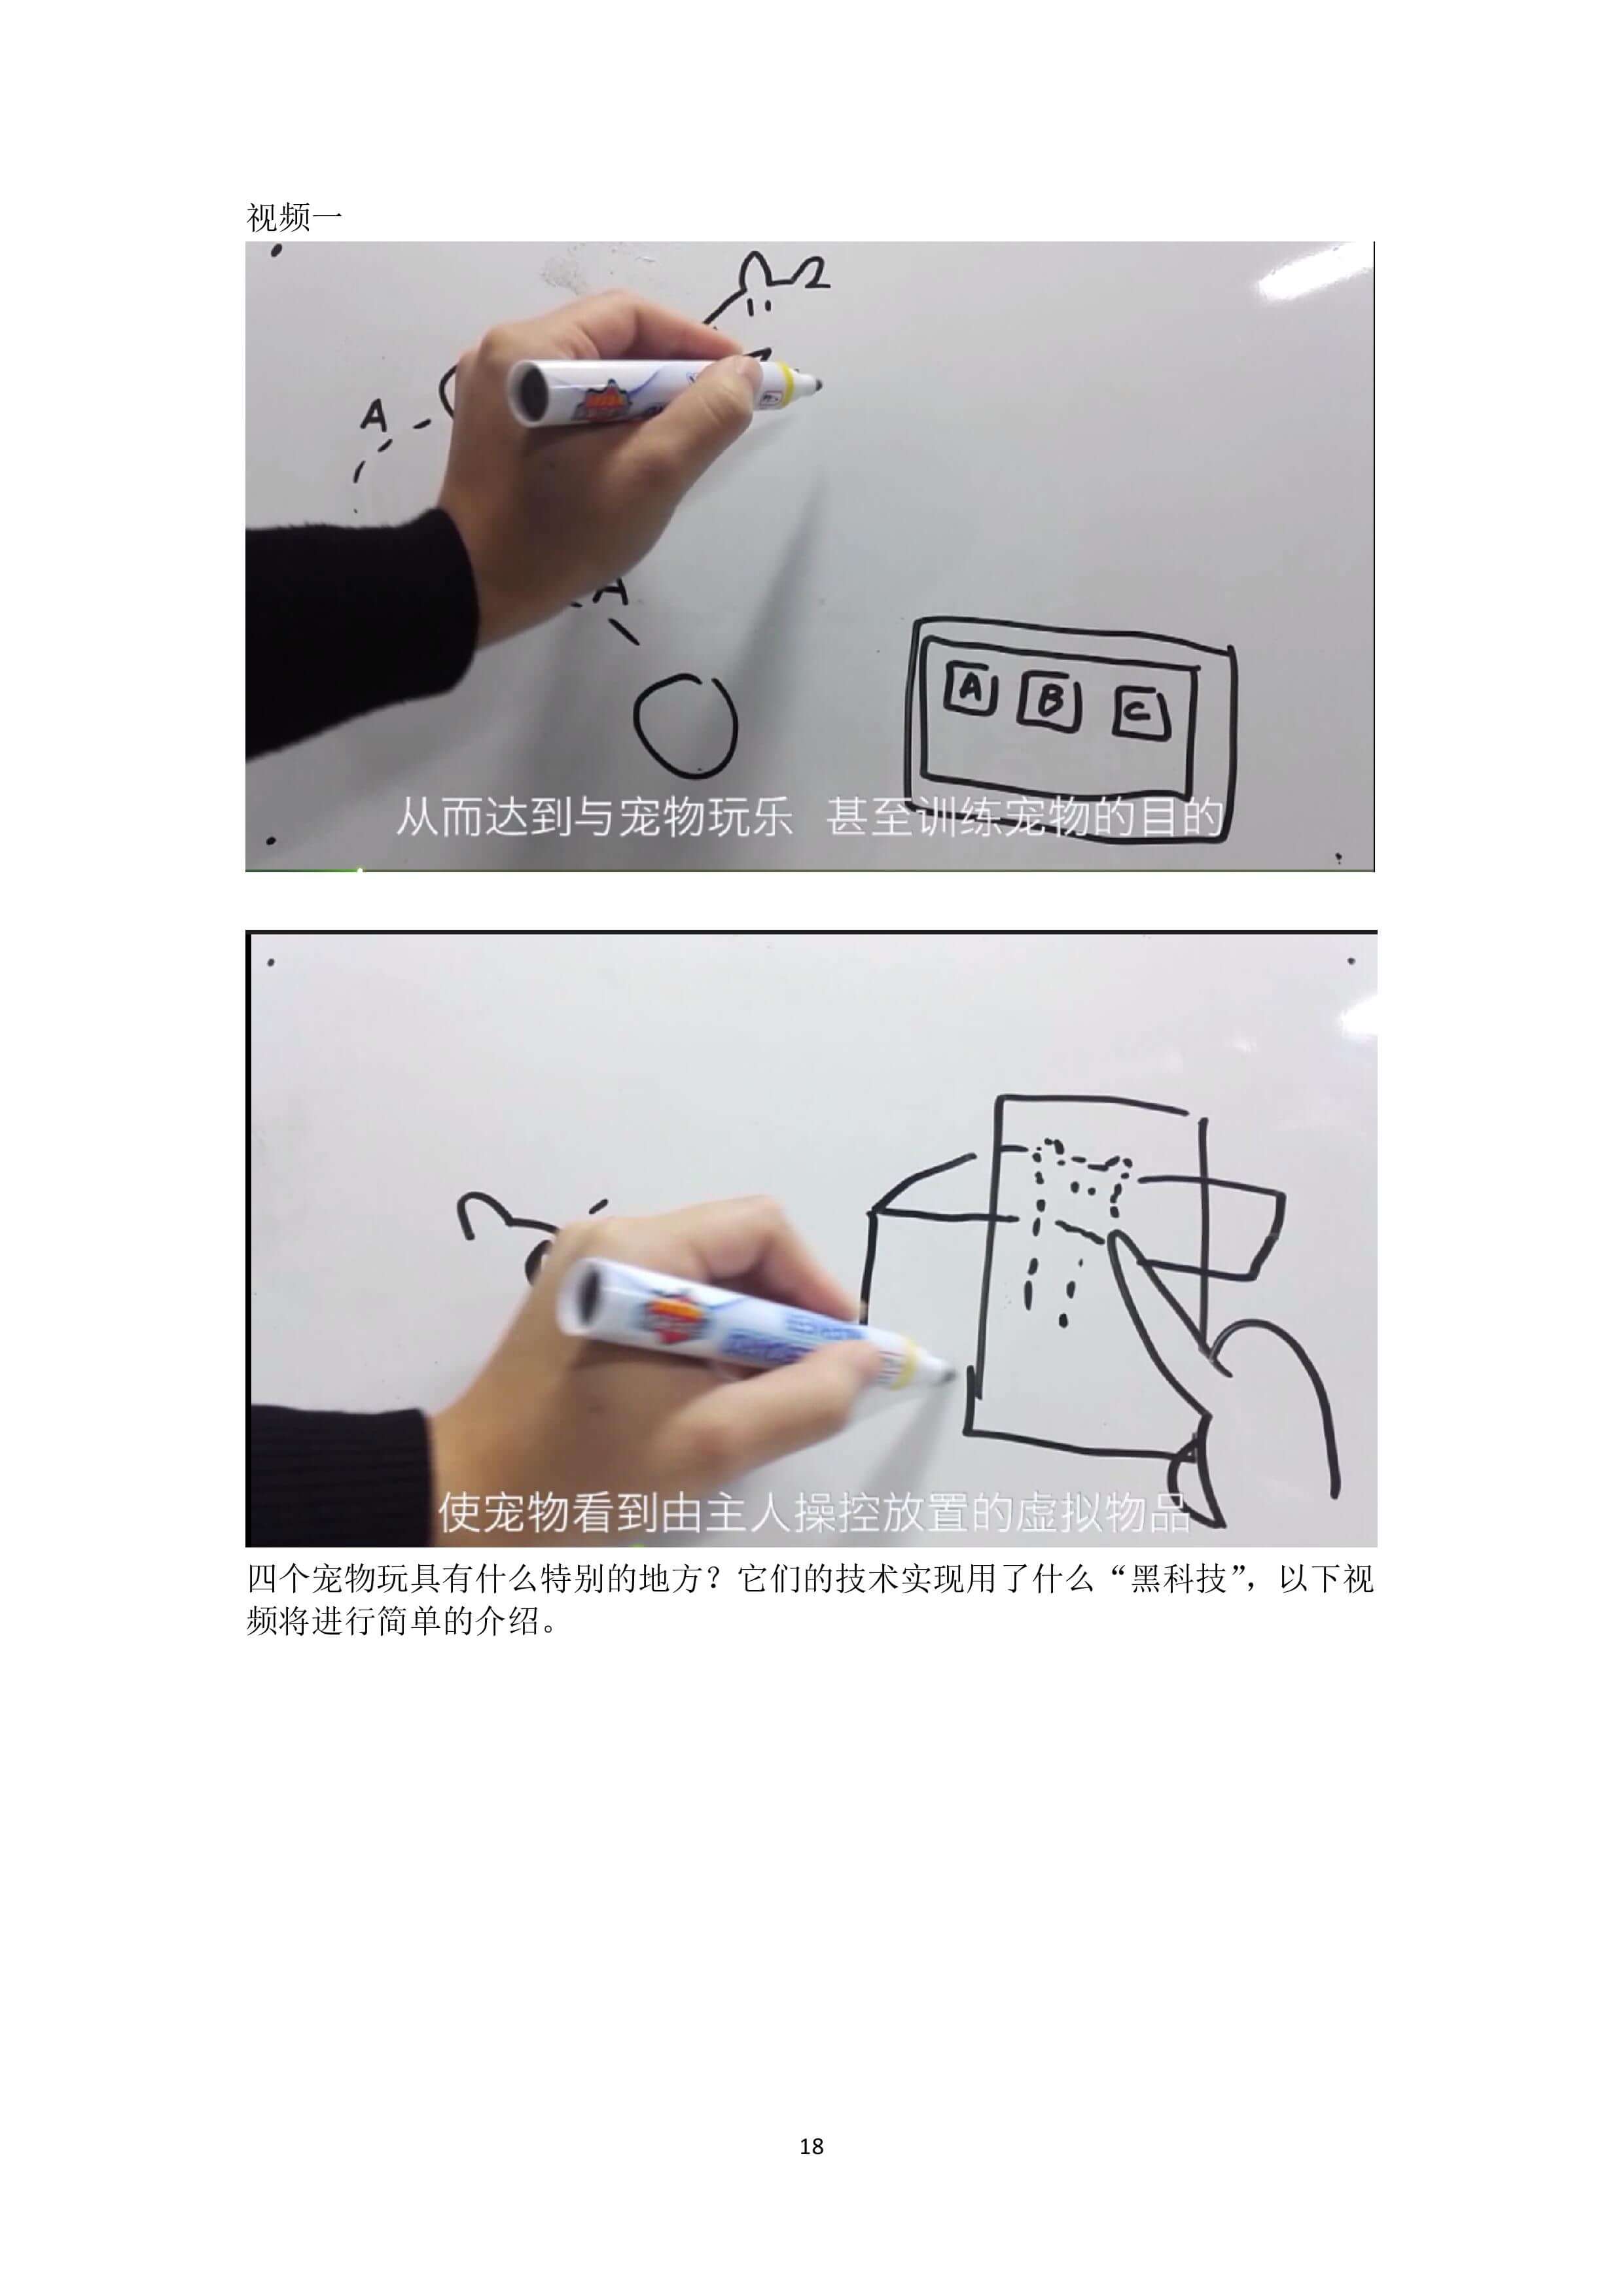 视频一
A
A
A B C
从而达到与宠物玩乐 甚至训练宠物的目的
使宠物看到由主人操控放置的虚拟物品
四个宠物玩具有什么特别的地方？它们的技术实现用了什么“黑科技”，以下视
频将进行简单的介绍。
18